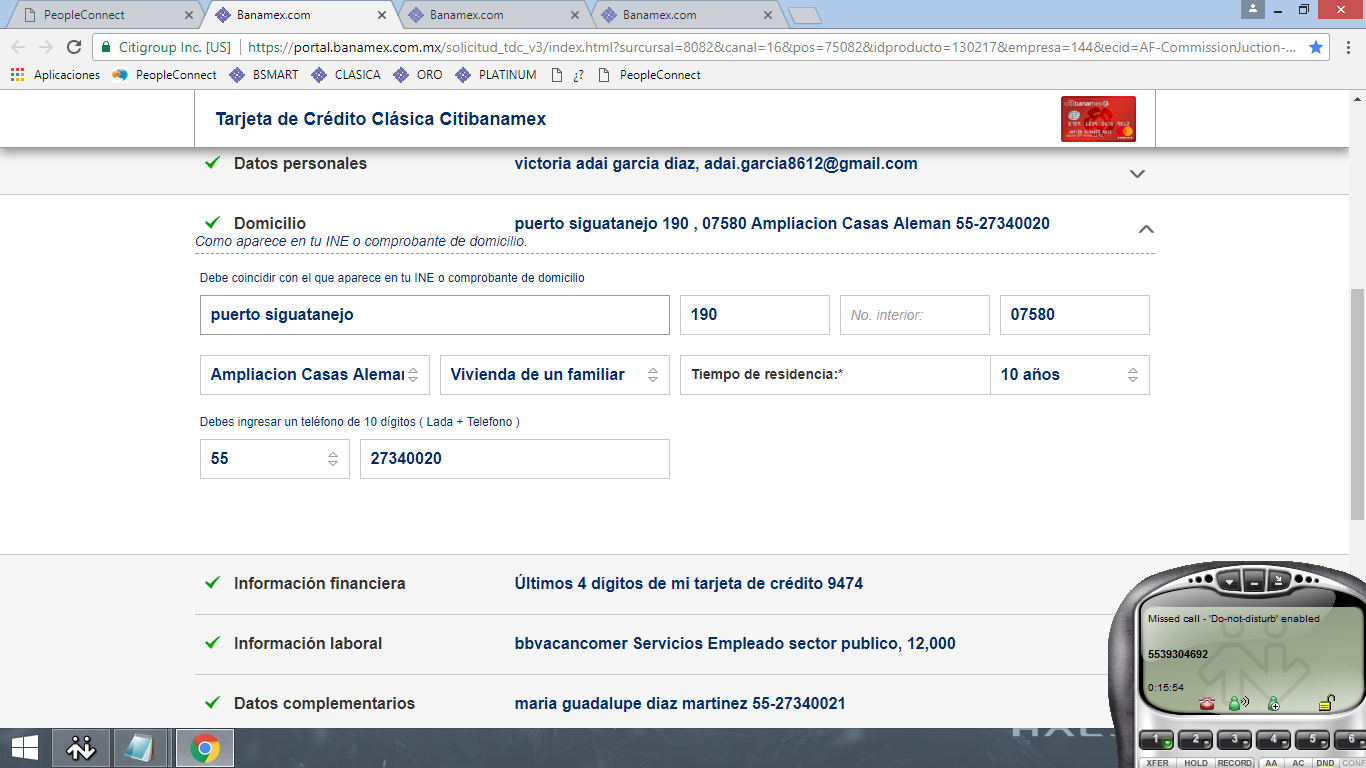 PeopleConnect
Banamex.com
Banamex.com
Banamex.com
Citigroup Inc. [US] https://portal.banamex.com.mx/solicitud_tdc_v3/index.html?surcursal=8082&canal=16&pos=75082&idproducto=130217&empresa=144&ecid=AF-CommissionJuction-...
Aplicaciones PeopleConnect BSMART CLASICA ORO PLATINUM ¿? PeopleConnect
Tarjeta de Crédito Clásica Citibanamex
citibanamex
Datos personales victoria adai garcia diaz, adai.garcia8612@gmail.com
Domicilio puerto siguatanejo 190 , 07580 Ampliacion Casas Aleman 55-27340020
Como aparece en tu INE o comprobante de domicilio.
Debe coincidir con el que aparece en tu INE o comprobante de domicilio
puerto siguatanejo 190 No. interior: 07580
Ampliacion Casas Aleman Vivienda de un familiar Tiempo de residencia:* 10 años
Debes ingresar un teléfono de 10 dígitos ( Lada + Telefono )
55 27340020
Información financiera Últimos 4 dígitos de mi tarjeta de crédito 9474
Información laboral bbvacancomer Servicios Empleado sector publico, 12,000
Datos complementarios maria guadalupe diaz martinez 55-27340021
Missed call - 'Do-not-disturb' enabled
5539304692
0:15:54
1 2 3 4 5 6
XFER HOLD RECORD AA AC DND CONF